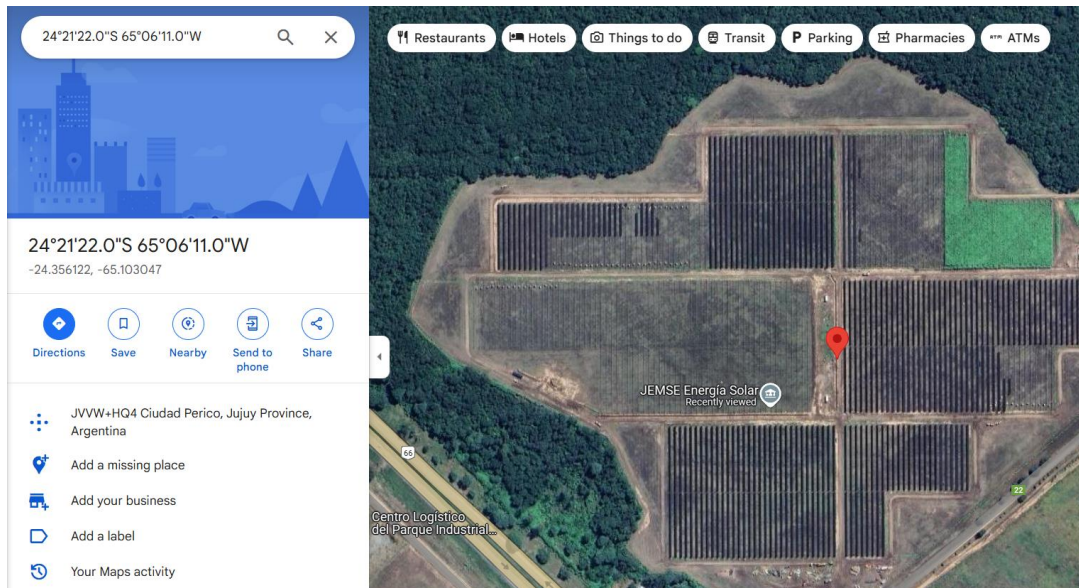 24°21'22.0"S 65°06'11.0"W
Restaurants
Hotels
Things to do
Transit
P Parking
Pharmacies
ATM ATMs
24°21'22.0"S 65°06'11.0"W
-24.356122, -65.103047
Directions
Save
Nearby
Send to
phone
Share
JVVW+HQ4 Ciudad Perico, Jujuy Province,
Argentina
Add a missing place
Add your business
Add a label
Your Maps activity
JEMSE Energía Solar
Recently viewed
66
22
Centro Logístico
del Parque Industrial...